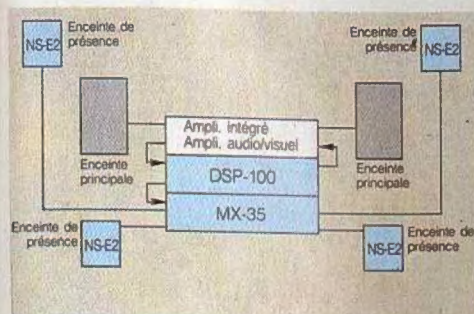 Enceinte de
présence
NS-E2
Enceinte de
présence
NS-E2
Ampli. intégré
Ampli. audio/visuel
Enceinte
principale
DSP-100
Enceinte
principale
MX-35
Enceinte de
présence
NS-E2
Enceinte de
présence
NS-E2